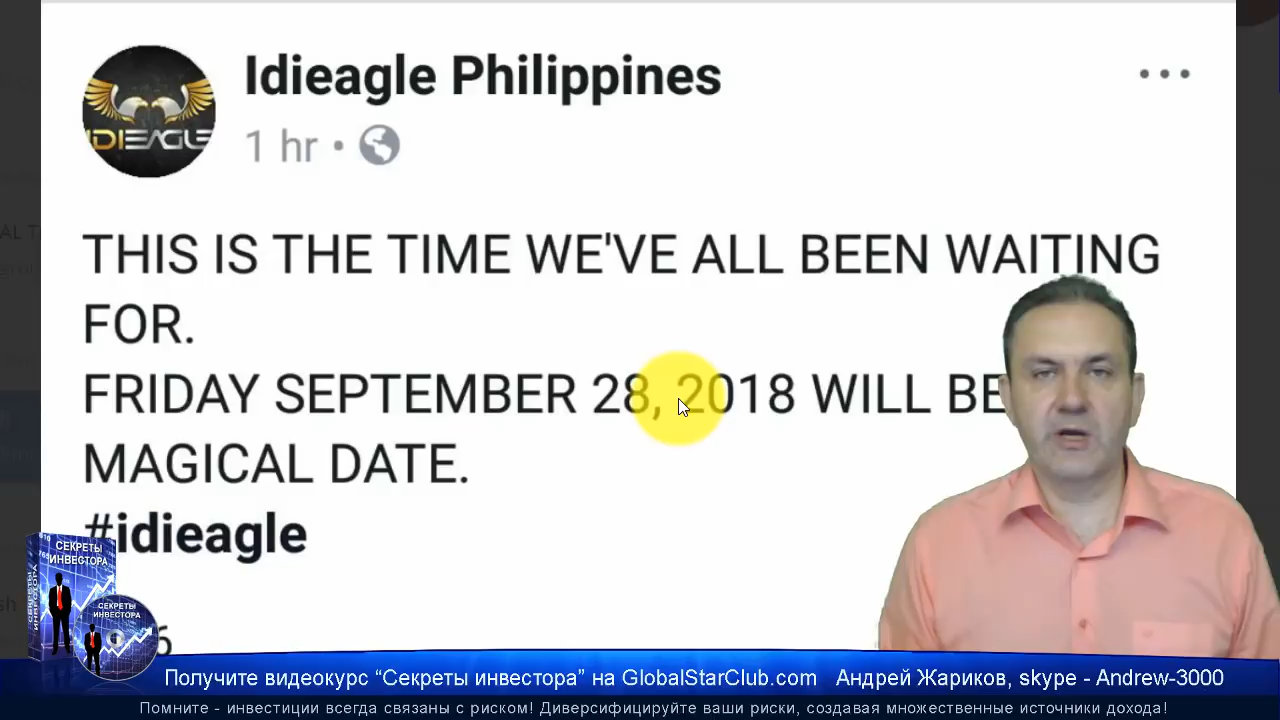 Idieagle Philippines
IDIEAGLE
1 hr •
THIS IS THE TIME WE'VE ALL BEEN WAITING
FOR.
FRIDAY SEPTEMBER 28, 2018 WILL BE
MAGICAL DATE.
#idieagle
СЕКРЕТЫ
ИНВЕСТОРА
СЕКРЕТЫ
ИНВЕСТОРА
Получите видеокурс “Секреты инвестора” на GlobalStarClub.com Андрей Жариков, skype - Andrew-3000
Помните - инвестиции всегда связаны с риском! Диверсифицируйте ваши риски, создавая множественные источники дохода!